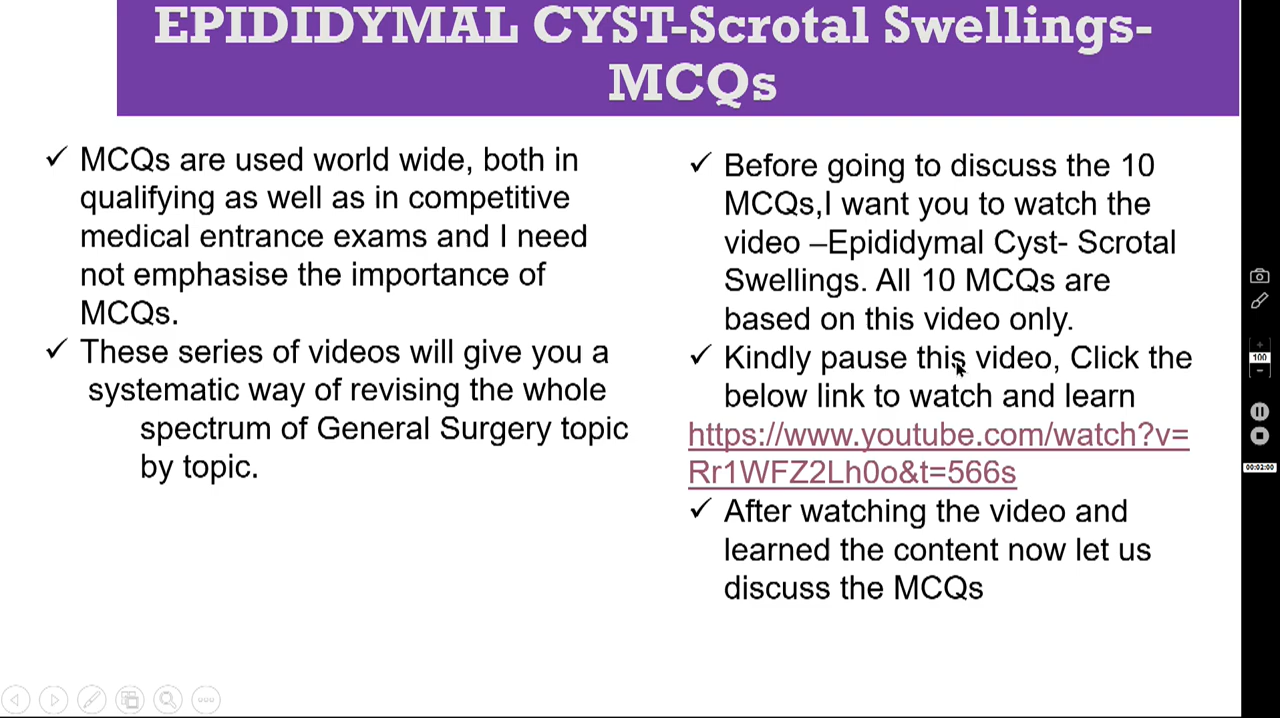 EPIDIDYMAL CYST-Scrotal Swellings-
MCQs
✓ MCQs are used world wide, both in
qualifying as well as in competitive
medical entrance exams and I need
not emphasise the importance of
MCQs.
✓ These series of videos will give you a
systematic way of revising the whole
spectrum of General Surgery topic
by topic.
✓ Before going to discuss the 10
MCQs,I want you to watch the
video –Epididymal Cyst- Scrotal
Swellings. All 10 MCQs are
based on this video only.
✓ Kindly pause this video, Click the
below link to watch and learn
https://www.youtube.com/watch?v=
Rr1WFZ2Lh0o&t=566s
✓ After watching the video and
learned the content now let us
discuss the MCQs
100
00:02:00